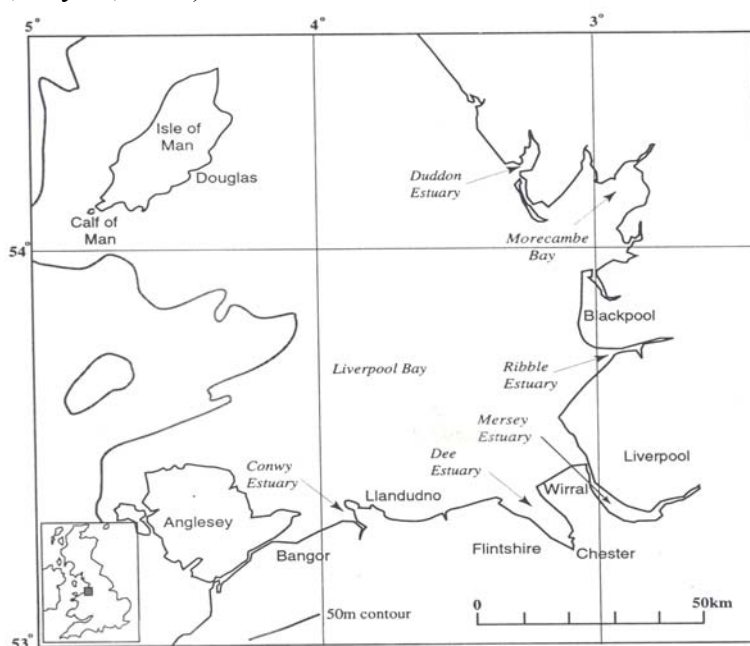 5°
4°
3°
Isle of
Man
Douglas
Calf of
Man
Duddon
Estuary
Morecambe
Bay
54°
Blackpool
Liverpool Bay
Ribble
Estuary
Mersey
Estuary
Liverpool
Dee
Estuary
Conwy
Estuary
Llandudno
Wirral
Anglesey
Bangor
Flintshire
Chester
50m contour
0
50km
53°